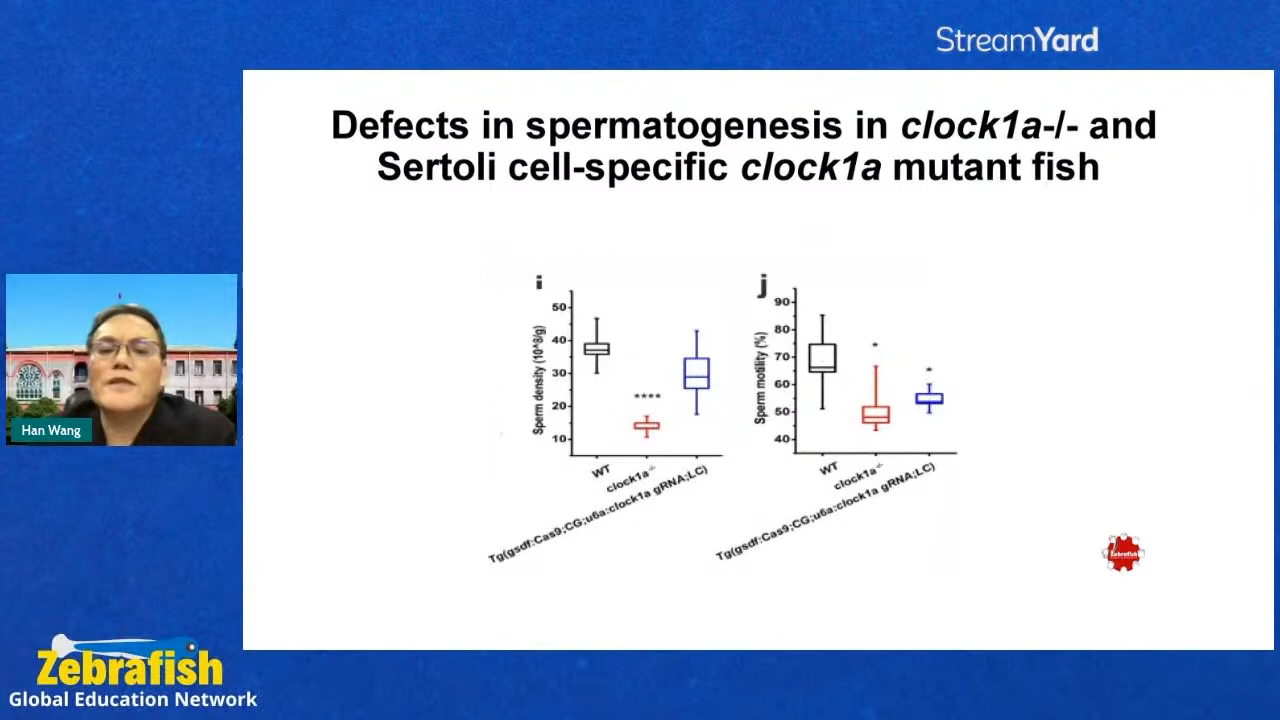 StreamYard
Defects in spermatogenesis in clock1a-/- and
Sertoli cell-specific clock1a mutant fish
i
Sperm density (10^8/g)
50
40
30
20
10
****
WT
clock1a-/-
Tg(gsdf:Cas9;CG;u6a:clock1a gRNA;LC)
j
Sperm motility (%)
90
80
70
60
50
40
*
*
WT
clock1a-/-
Tg(gsdf:Cas9;CG;u6a:clock1a gRNA;LC)
Zebrafish
Han Wang
Zebrafish
Global Education Network